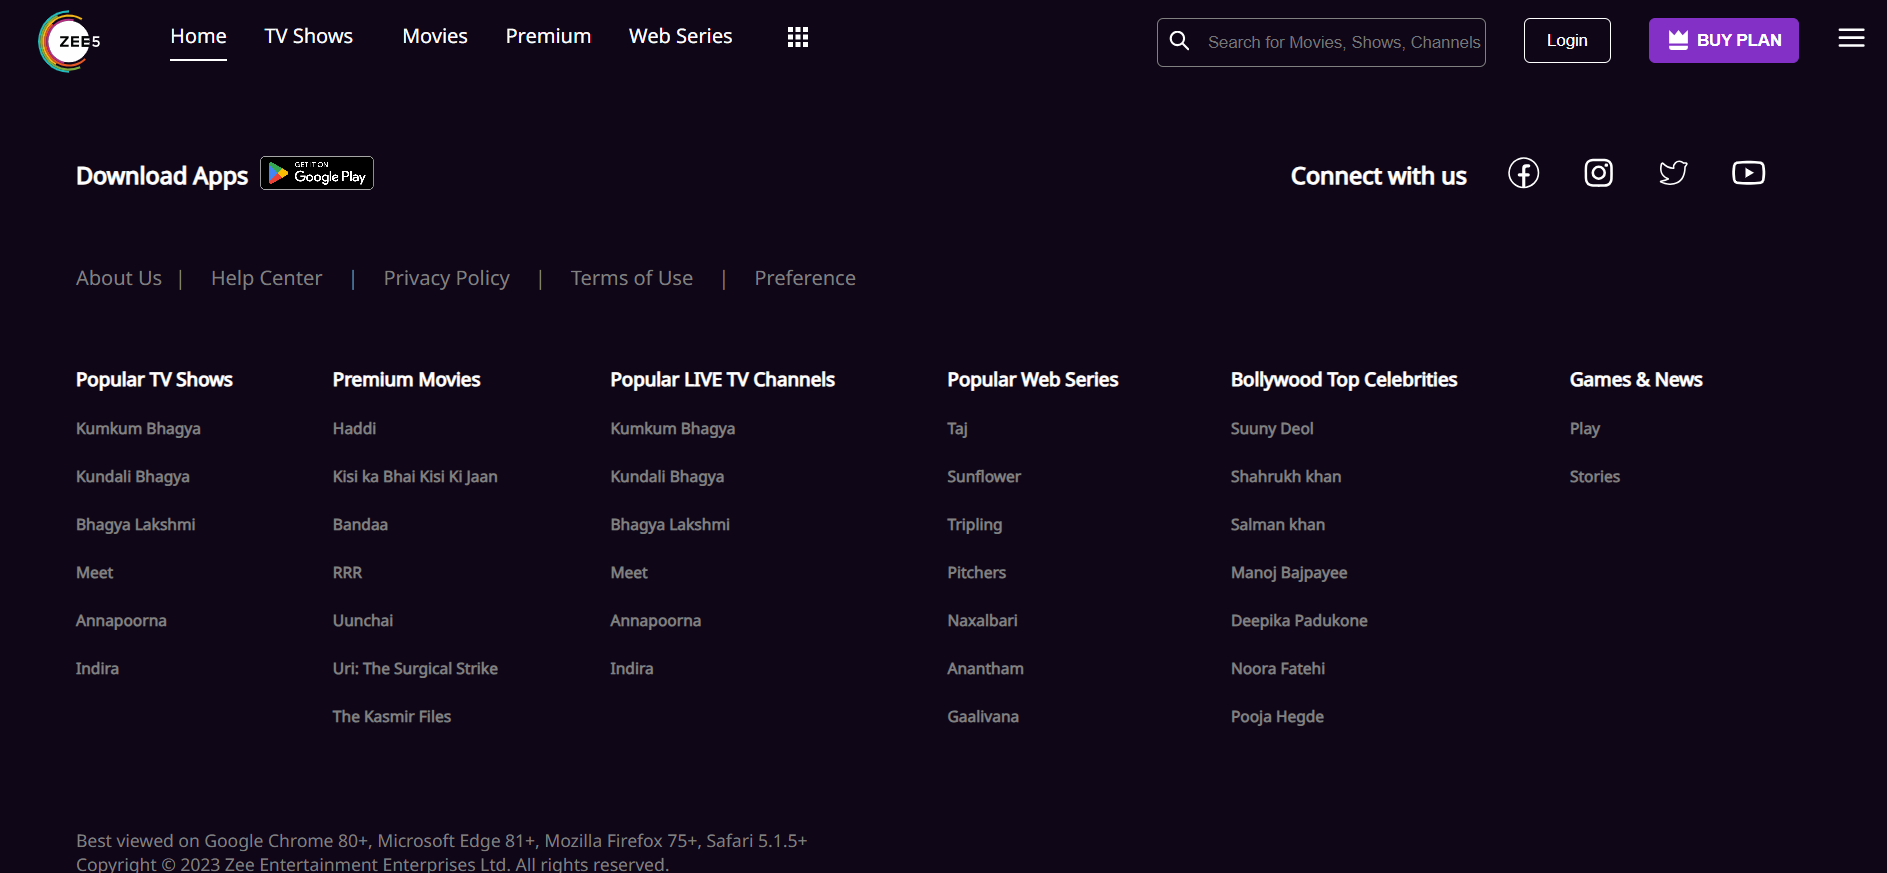 ZEE5
Home TV Shows Movies Premium Web Series
Search for Movies, Shows, Channels
Login
BUY PLAN
Download Apps
GET IT ON
Google Play
Connect with us
About Us | Help Center | Privacy Policy | Terms of Use | Preference
Popular TV Shows
Kumkum Bhagya
Kundali Bhagya
Bhagya Lakshmi
Meet
Annapoorna
Indira
Premium Movies
Haddi
Kisi ka Bhai Kisi Ki Jaan
Bandaa
RRR
Uunchai
Uri: The Surgical Strike
The Kasmir Files
Popular LIVE TV Channels
Kumkum Bhagya
Kundali Bhagya
Bhagya Lakshmi
Meet
Annapoorna
Indira
Popular Web Series
Taj
Sunflower
Tripling
Pitchers
Naxalbari
Anantham
Gaalivana
Bollywood Top Celebrities
Suuny Deol
Shahrukh khan
Salman khan
Manoj Bajpayee
Deepika Padukone
Noora Fatehi
Pooja Hegde
Games & News
Play
Stories
Best viewed on Google Chrome 80+, Microsoft Edge 81+, Mozilla Firefox 75+, Safari 5.1.5+
Copyright © 2023 Zee Entertainment Enterprises Ltd. All rights reserved.